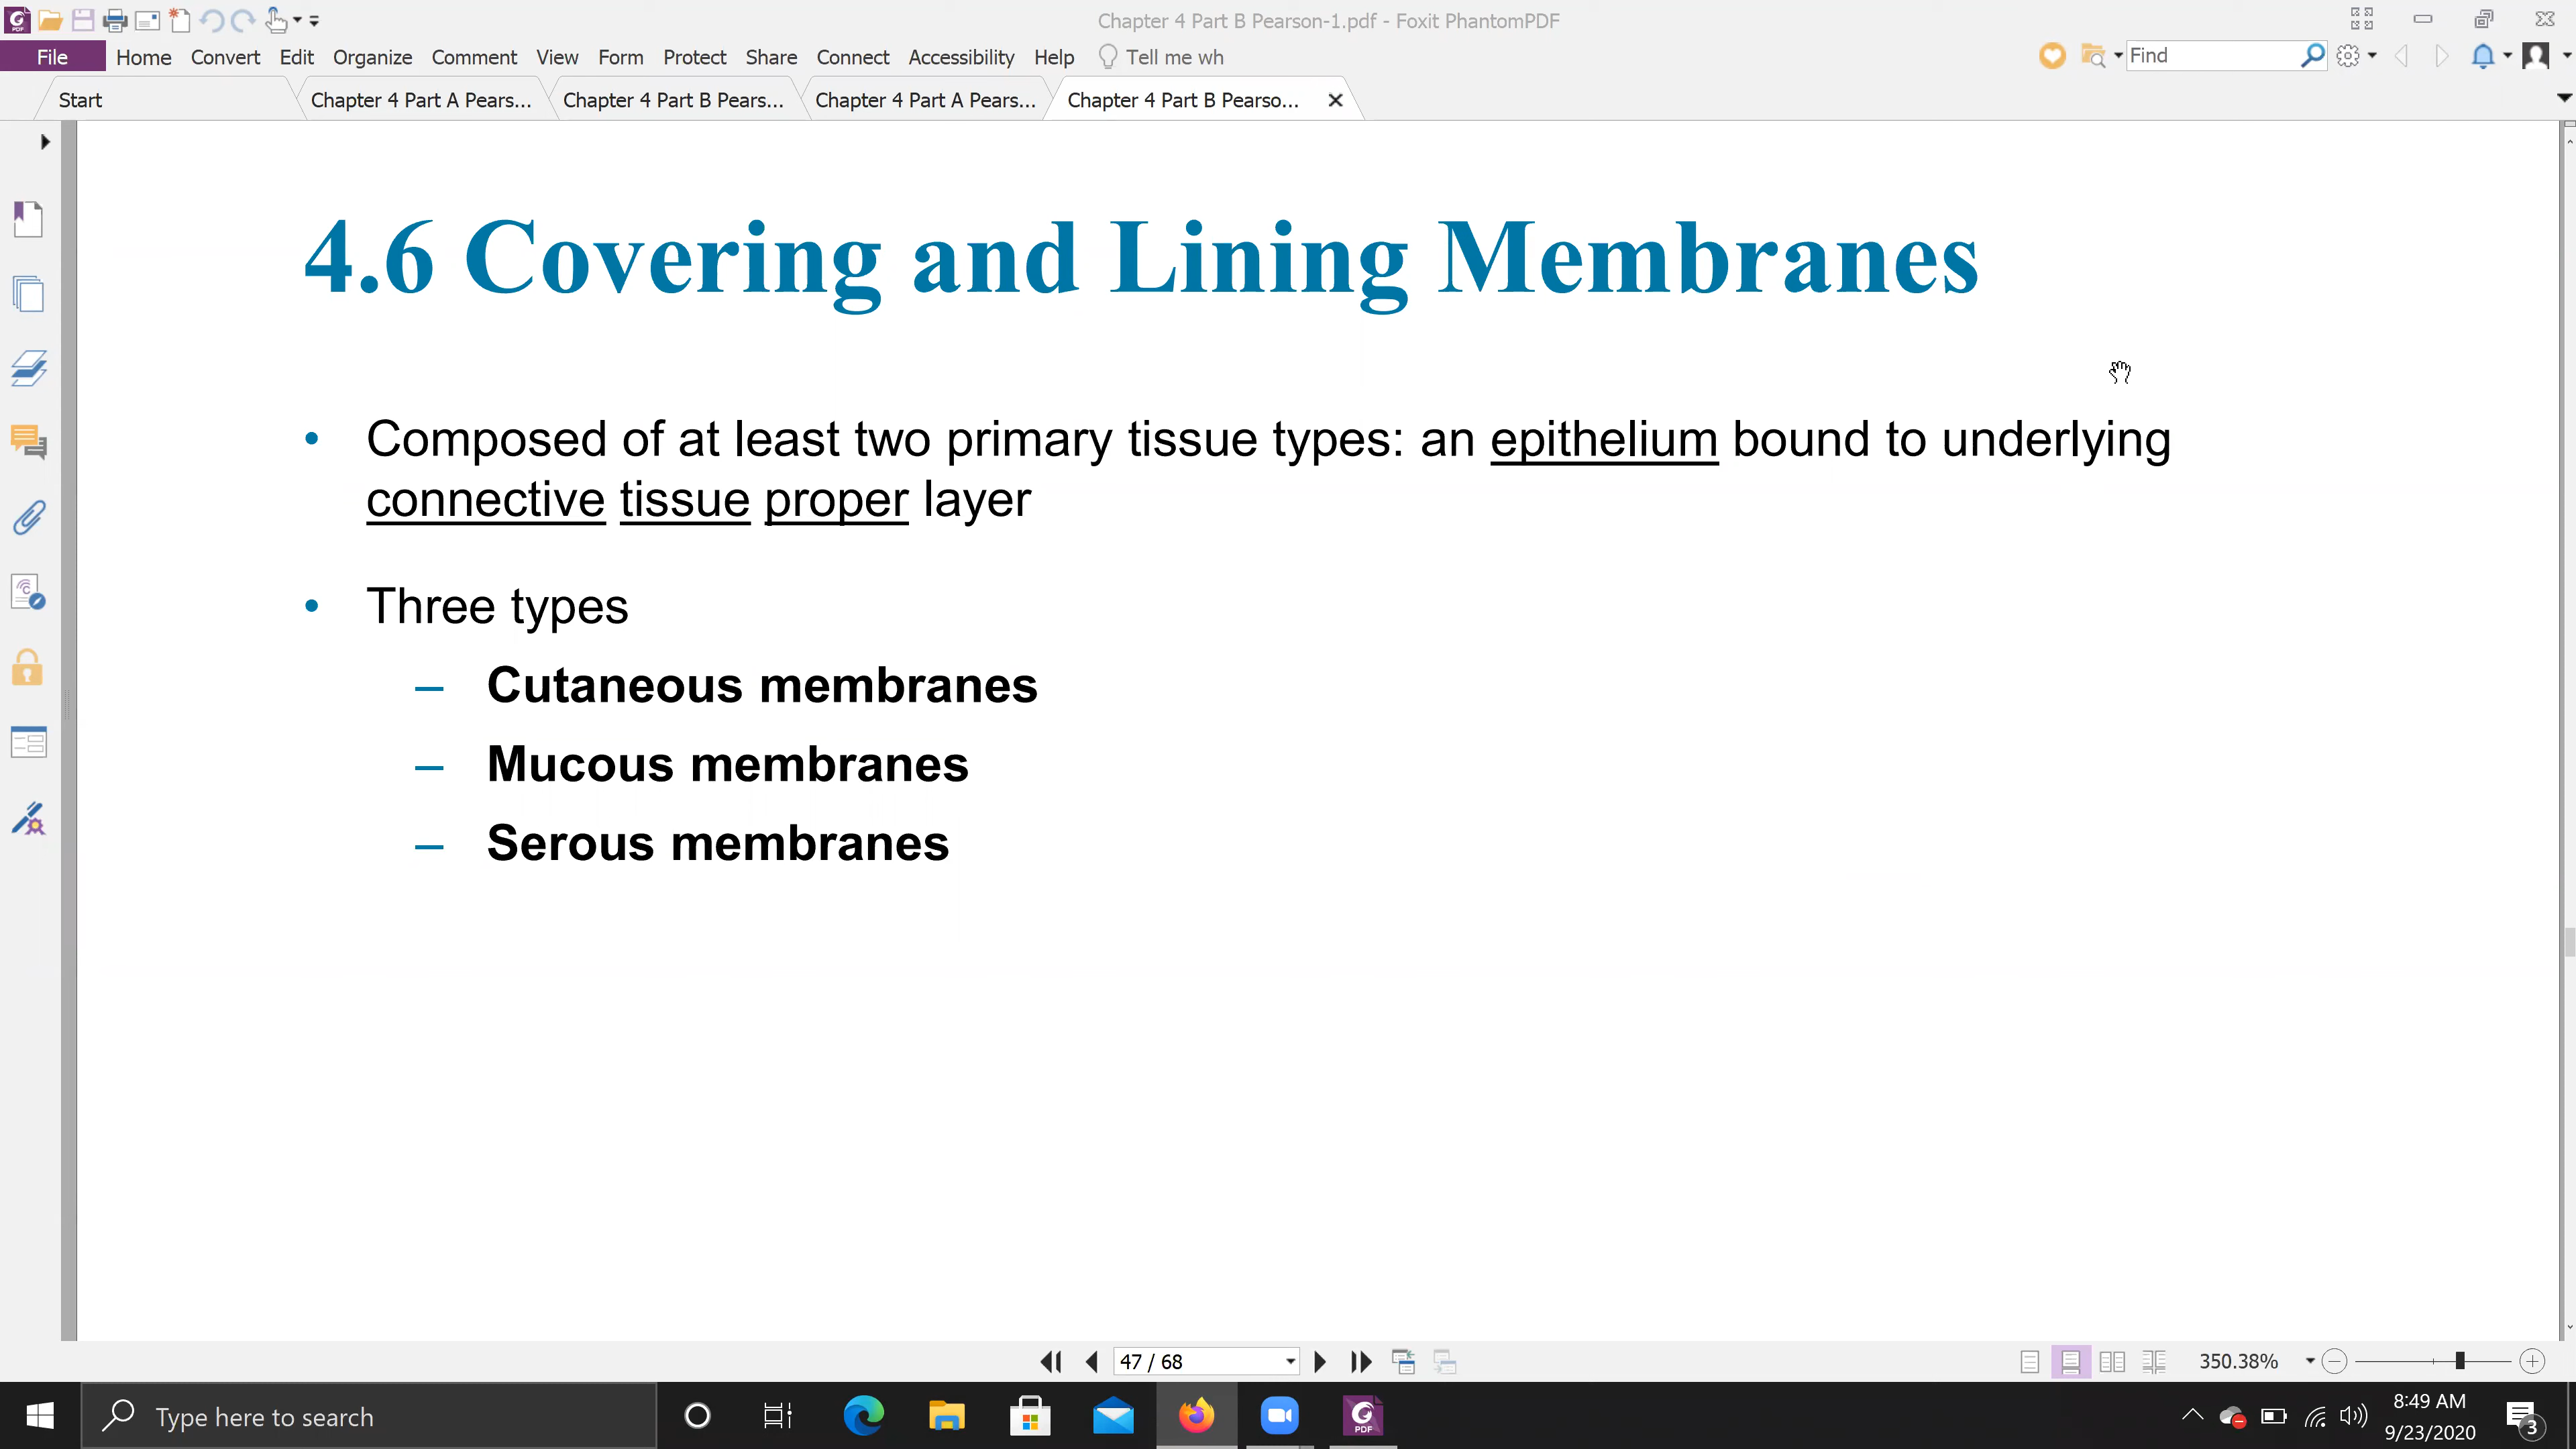 Chapter 4 Part B Pearson-1.pdf - Foxit PhantomPDF
File Home Convert Edit Organize Comment View Form Protect Share Connect Accessibility Help Tell me wh Find
Start Chapter 4 Part A Pears... Chapter 4 Part B Pears... Chapter 4 Part A Pears... Chapter 4 Part B Pearso...
4.6 Covering and Lining Membranes
• Composed of at least two primary tissue types: an epithelium bound to underlying
connective tissue proper layer
• Three types
– Cutaneous membranes
– Mucous membranes
– Serous membranes
47 / 68 350.38%
Type here to search
PDF
8:49 AM
9/23/2020
3